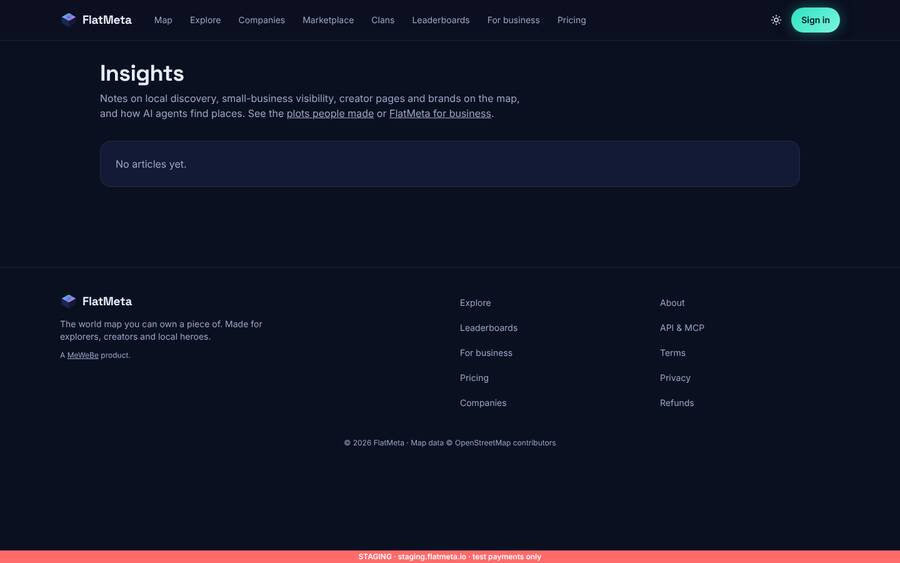 FlatMeta
Map
Explore
Companies
Marketplace
Clans
Leaderboards
For business
Pricing
Sign in
Insights
Notes on local discovery, small-business visibility, creator pages and brands on the map,
and how AI agents find places. See the plots people made or FlatMeta for business.
No articles yet.
FlatMeta
The world map you can own a piece of. Made for
explorers, creators and local heroes.
A MeWeBe product.
Explore
Leaderboards
For business
Pricing
Companies
About
API & MCP
Terms
Privacy
Refunds
© 2026 FlatMeta · Map data © OpenStreetMap contributors
STAGING · staging.flatmeta.io · test payments only